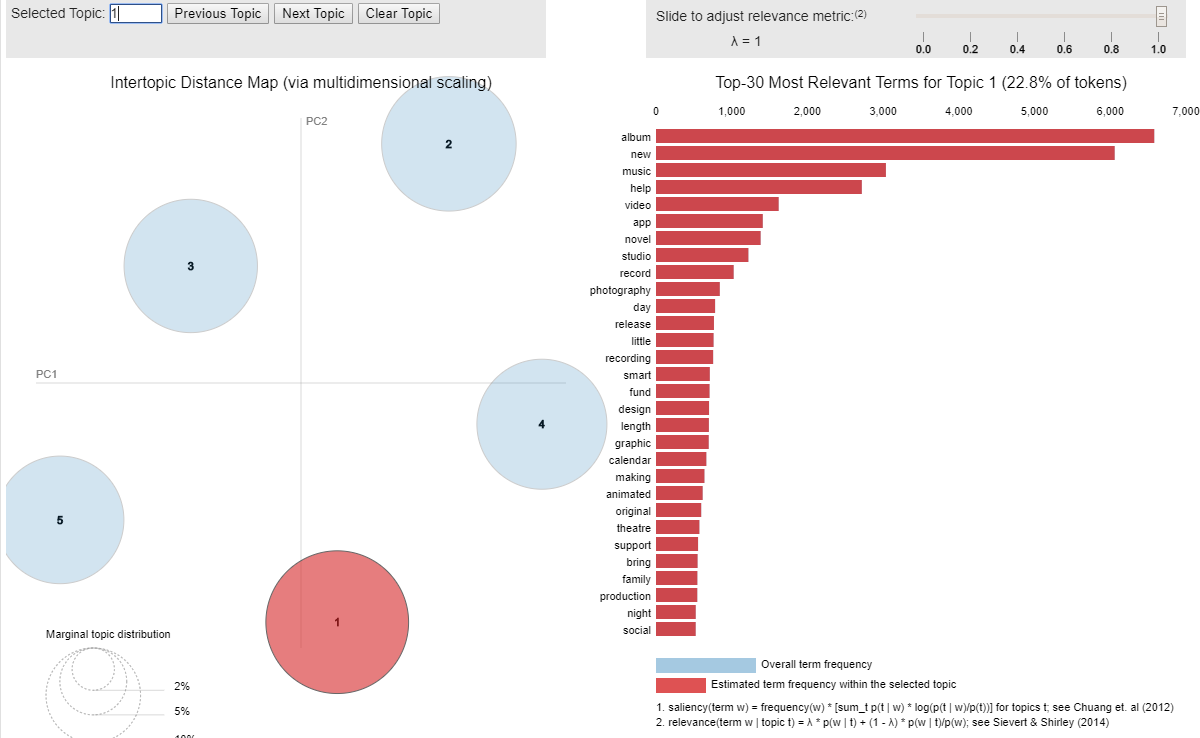 Selected Topic: 1 Previous Topic Next Topic Clear Topic
Slide to adjust relevance metric:(2)
λ = 1
0.0 0.2 0.4 0.6 0.8 1.0
Intertopic Distance Map (via multidimensional scaling)
PC2
PC1
2
3
4
5
1
Marginal topic distribution
2%
5%
10%
Top-30 Most Relevant Terms for Topic 1 (22.8% of tokens)
0 1,000 2,000 3,000 4,000 5,000 6,000 7,000
album
new
music
help
video
app
novel
studio
record
photography
day
release
little
recording
smart
fund
design
length
graphic
calendar
making
animated
original
theatre
support
bring
family
production
night
social
Overall term frequency
Estimated term frequency within the selected topic
1. saliency(term w) = frequency(w) * [sum_t p(t | w) * log(p(t | w)/p(t))] for topics t; see Chuang et. al (2012)
2. relevance(term w | topic t) = λ * p(w | t) + (1 - λ) * p(w | t)/p(w); see Sievert & Shirley (2014)